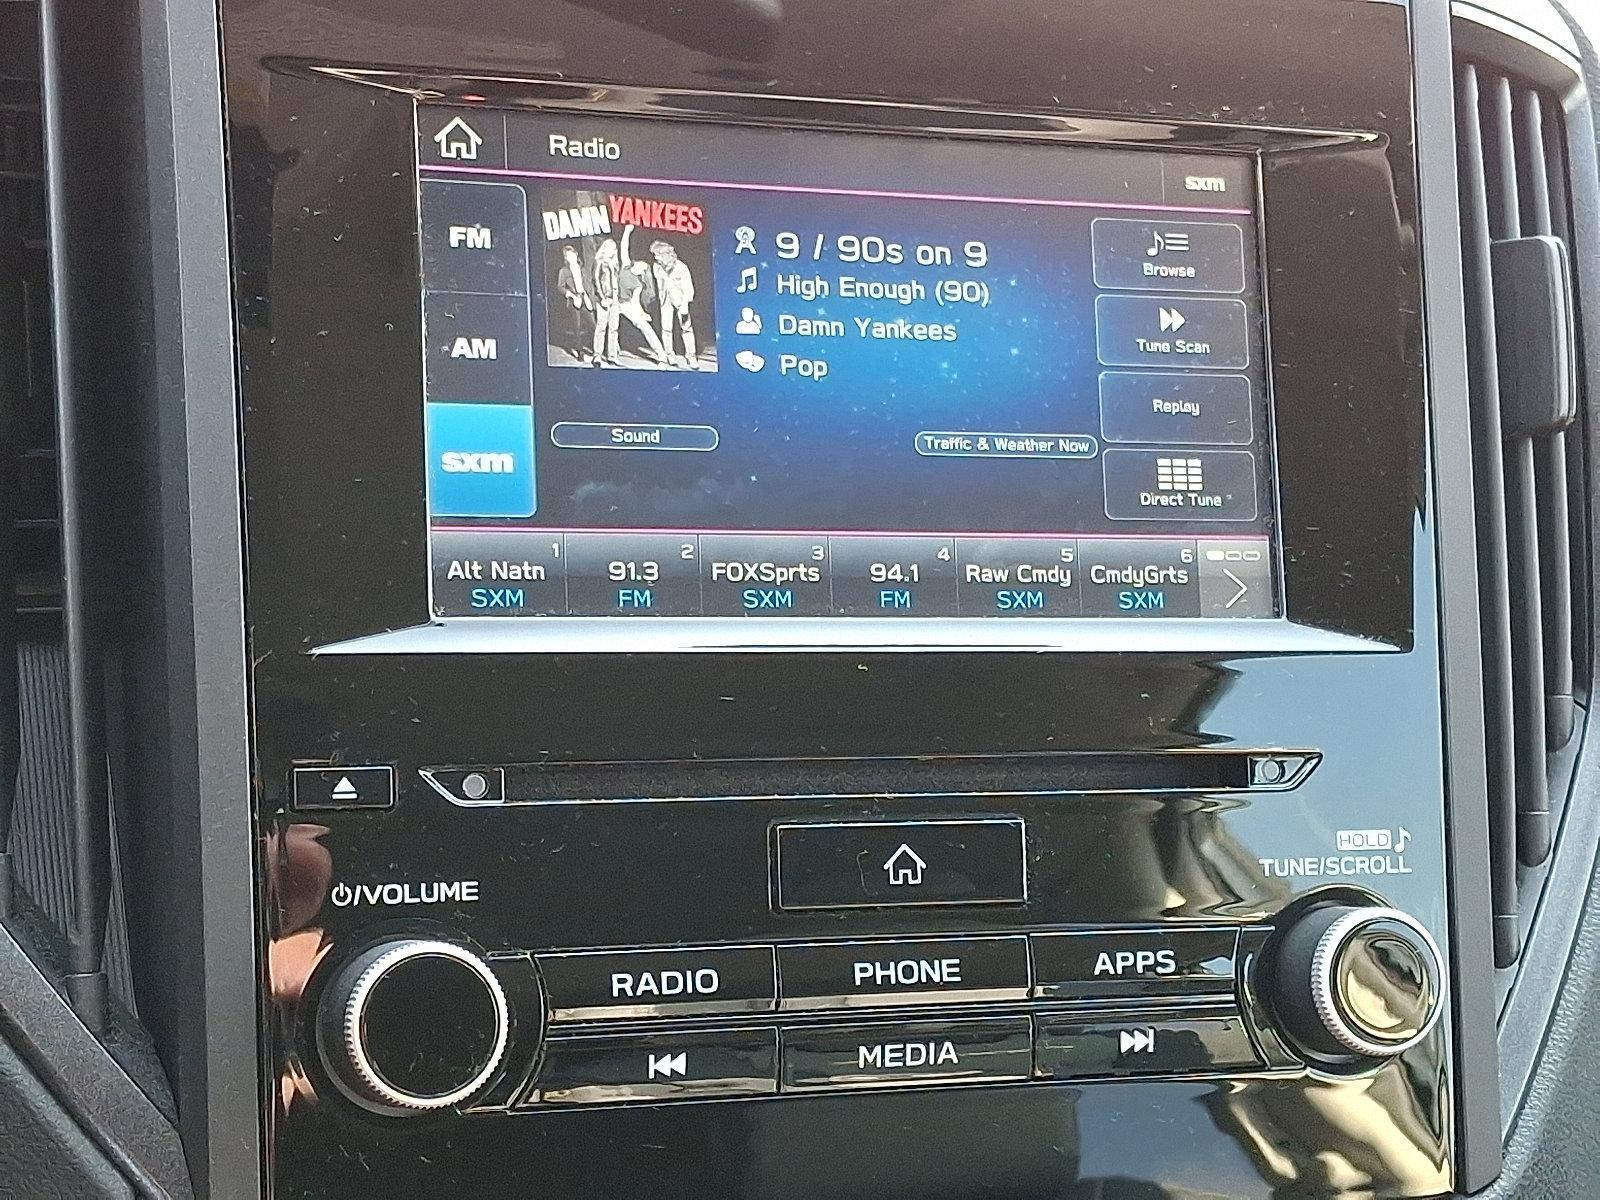 Radio
sxm
FM
AM
sxm
DAMN YANKEES
9 / 90s on 9
High Enough (90)
Damn Yankees
Pop
Sound
Traffic & Weather Now
Browse
Tune Scan
Replay
Direct Tune
1
Alt Natn
SXM
2
91.3
FM
3
FOXSprts
SXM
4
94.1
FM
5
Raw Cmdy
SXM
6
CmdyGrts
SXM
/VOLUME
HOLD
TUNE/SCROLL
RADIO
PHONE
APPS
MEDIA